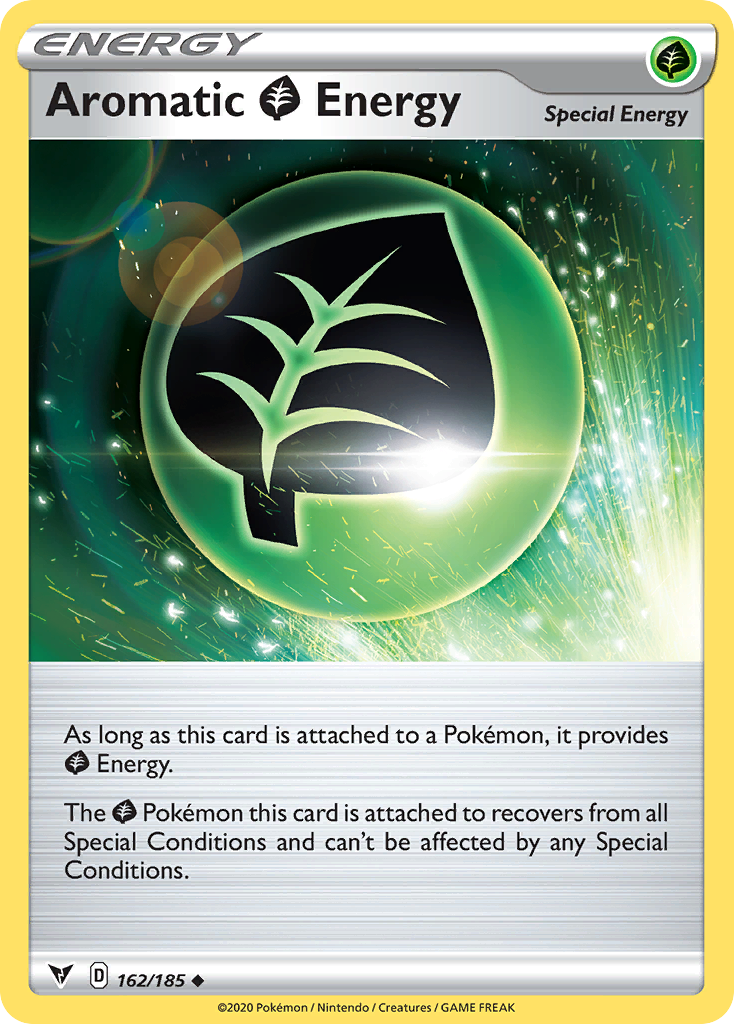 ENERGY
Aromatic Energy
Special Energy
As long as this card is attached to a Pokémon, it provides
Energy.
The Pokémon this card is attached to recovers from all
Special Conditions and can't be affected by any Special
Conditions.
D 162/185
©2020 Pokémon / Nintendo / Creatures / GAME FREAK